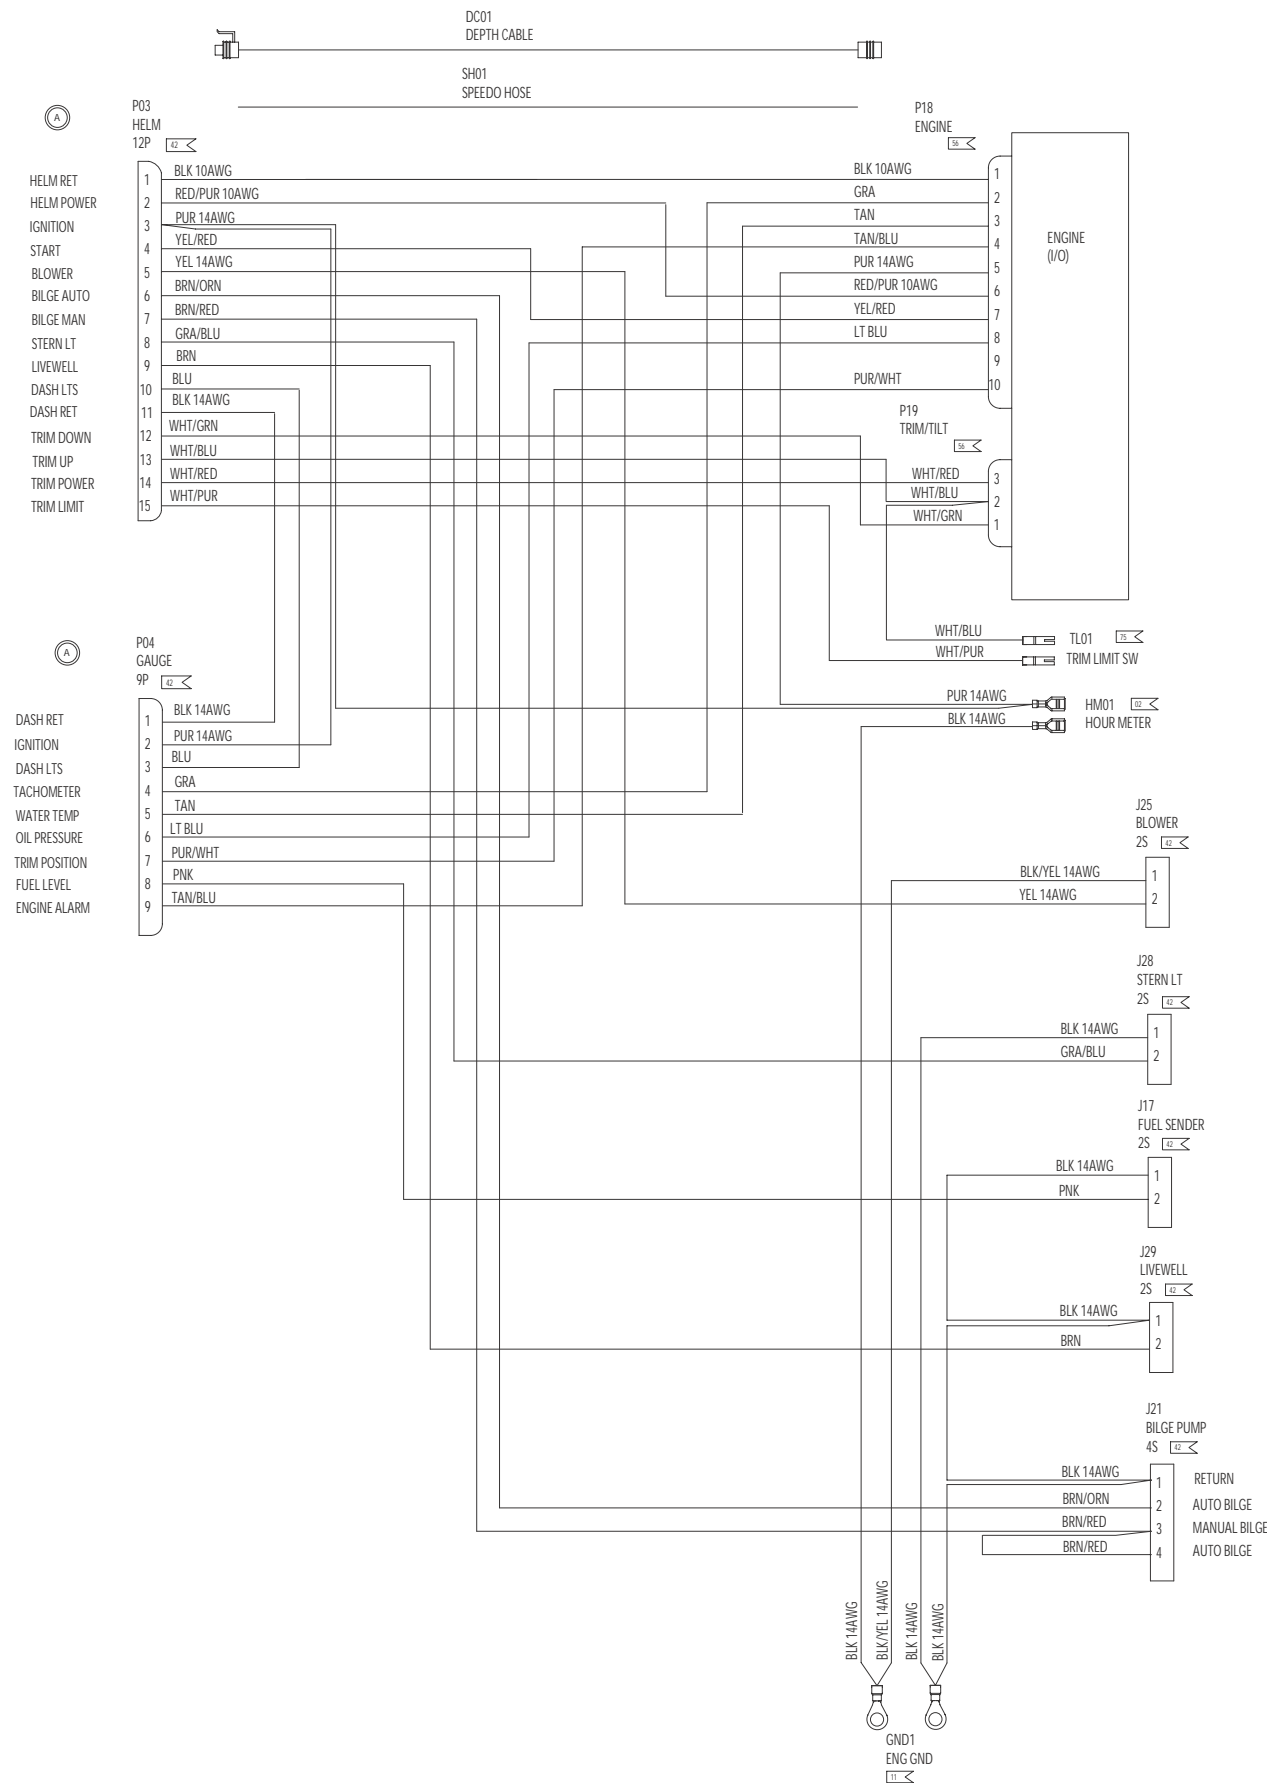 DC01
DEPTH CABLE
SH01
SPEEDO HOSE
A
P03
HELM
12P 42
HELM RET 1 BLK 10AWG
HELM POWER 2 RED/PUR 10AWG
IGNITION 3 PUR 14AWG
START 4 YEL/RED
BLOWER 5 YEL 14AWG
BILGE AUTO 6 BRN/ORN
BILGE MAN 7 BRN/RED
STERN LT 8 GRA/BLU
LIVEWELL 9 BRN
DASH LTS 10 BLU
DASH RET 11 BLK 14AWG
TRIM DOWN 12 WHT/GRN
TRIM UP 13 WHT/BLU
TRIM POWER 14 WHT/RED
TRIM LIMIT 15 WHT/PUR
P18
ENGINE
56
BLK 10AWG 1
GRA 2
TAN 3
TAN/BLU 4
PUR 14AWG 5
RED/PUR 10AWG 6
YEL/RED 7
LT BLU 8
9
PUR/WHT 10
ENGINE
(I/O)
P19
TRIM/TILT
56
WHT/RED 3
WHT/BLU 2
WHT/GRN 1
WHT/BLU TL01 75
WHT/PUR TRIM LIMIT SW
PUR 14AWG HM01 02
BLK 14AWG HOUR METER
A
P04
GAUGE
9P 42
DASH RET 1 BLK 14AWG
IGNITION 2 PUR 14AWG
DASH LTS 3 BLU
TACHOMETER 4 GRA
WATER TEMP 5 TAN
OIL PRESSURE 6 LT BLU
TRIM POSITION 7 PUR/WHT
FUEL LEVEL 8 PNK
ENGINE ALARM 9 TAN/BLU
J25
BLOWER
2S 42
BLK/YEL 14AWG 1
YEL 14AWG 2
J28
STERN LT
2S 42
BLK 14AWG 1
GRA/BLU 2
J17
FUEL SENDER
2S 42
BLK 14AWG 1
PNK 2
J29
LIVEWELL
2S 42
BLK 14AWG 1
BRN 2
J21
BILGE PUMP
4S 42
BLK 14AWG 1 RETURN
BRN/ORN 2 AUTO BILGE
BRN/RED 3 MANUAL BILGE
BRN/RED 4 AUTO BILGE
BLK 14AWG
BLK/YEL 14AWG
BLK 14AWG
BLK 14AWG
GND1
ENG GND
11